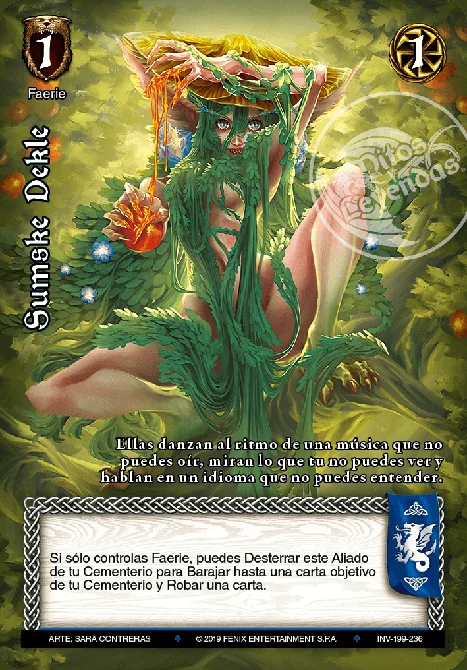 1
1
Faerie
Mitos
y
Leyendas
Sumske Dekle
Ellas danzan al ritmo de una música que no
puedes oír, miran lo que tu no puedes ver y
hablan en un idioma que no puedes entender.
Si sólo controlas Faerie, puedes Desterrar este Aliado
de tu Cementerio para Barajar hasta una carta objetivo
de tu Cementerio y Robar una carta.
ARTE: SARA CONTRERAS © 2019 FENIX ENTERTAINMENT S.P.A. INV-199-236